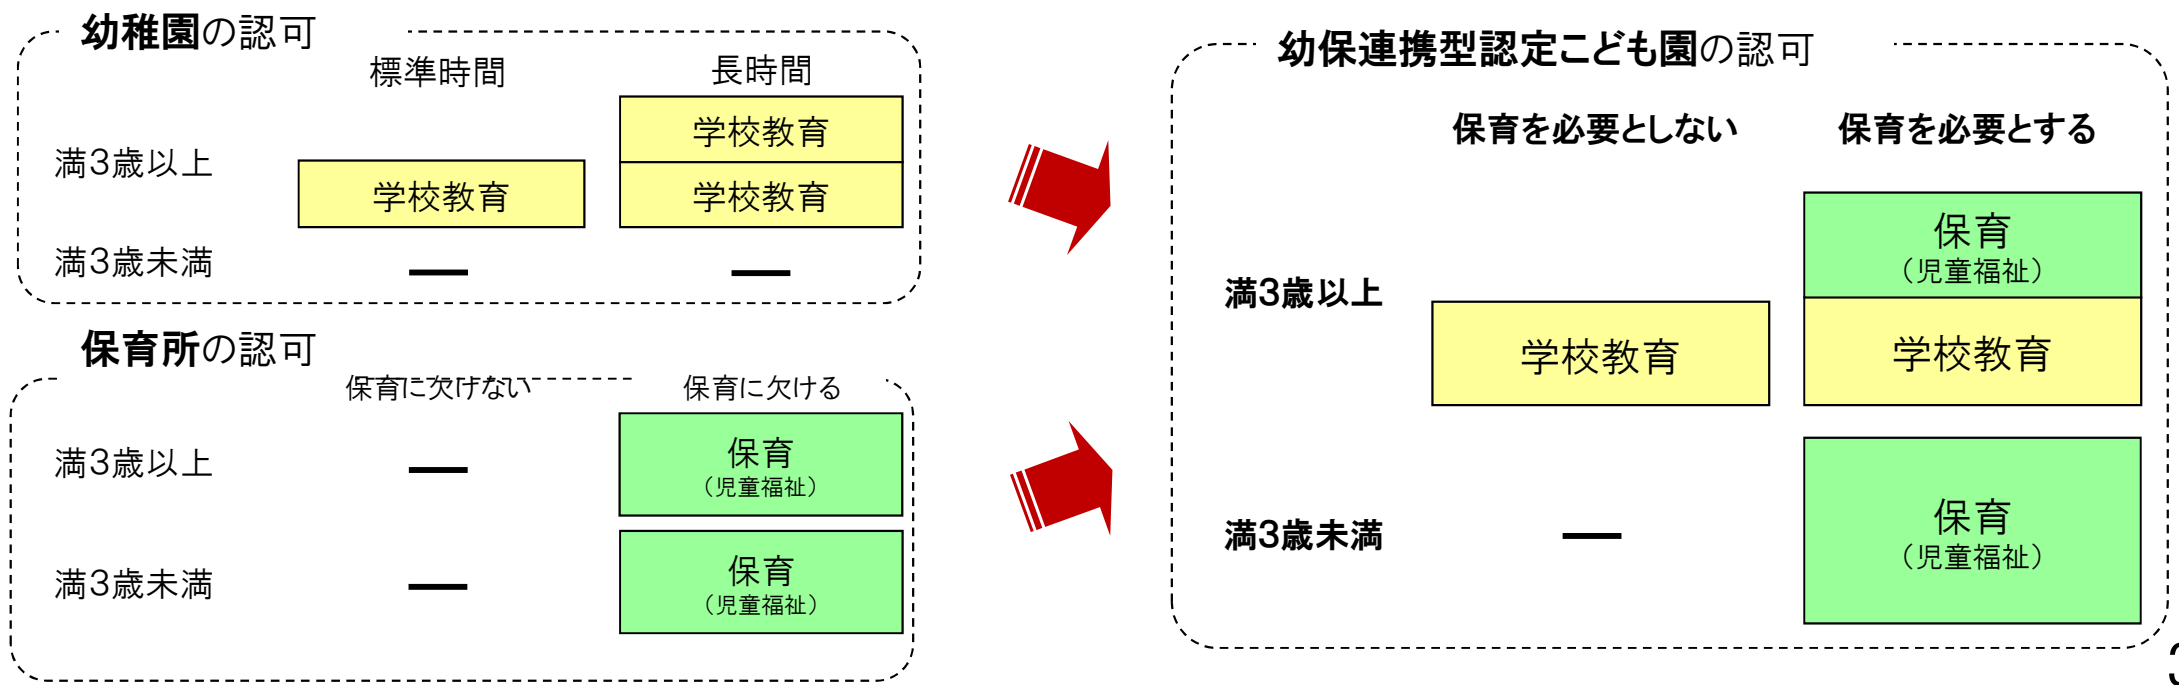 幼稚園の認可
標準時間
長時間
学校教育
満3歳以上
学校教育
学校教育
満3歳未満
―
―
保育所の認可
保育に欠けない
保育に欠ける
満3歳以上
―
保育
（児童福祉）
満3歳未満
―
保育
（児童福祉）
幼保連携型認定こども園の認可
保育を必要としない
保育を必要とする
保育
（児童福祉）
満3歳以上
学校教育
学校教育
満3歳未満
―
保育
（児童福祉）